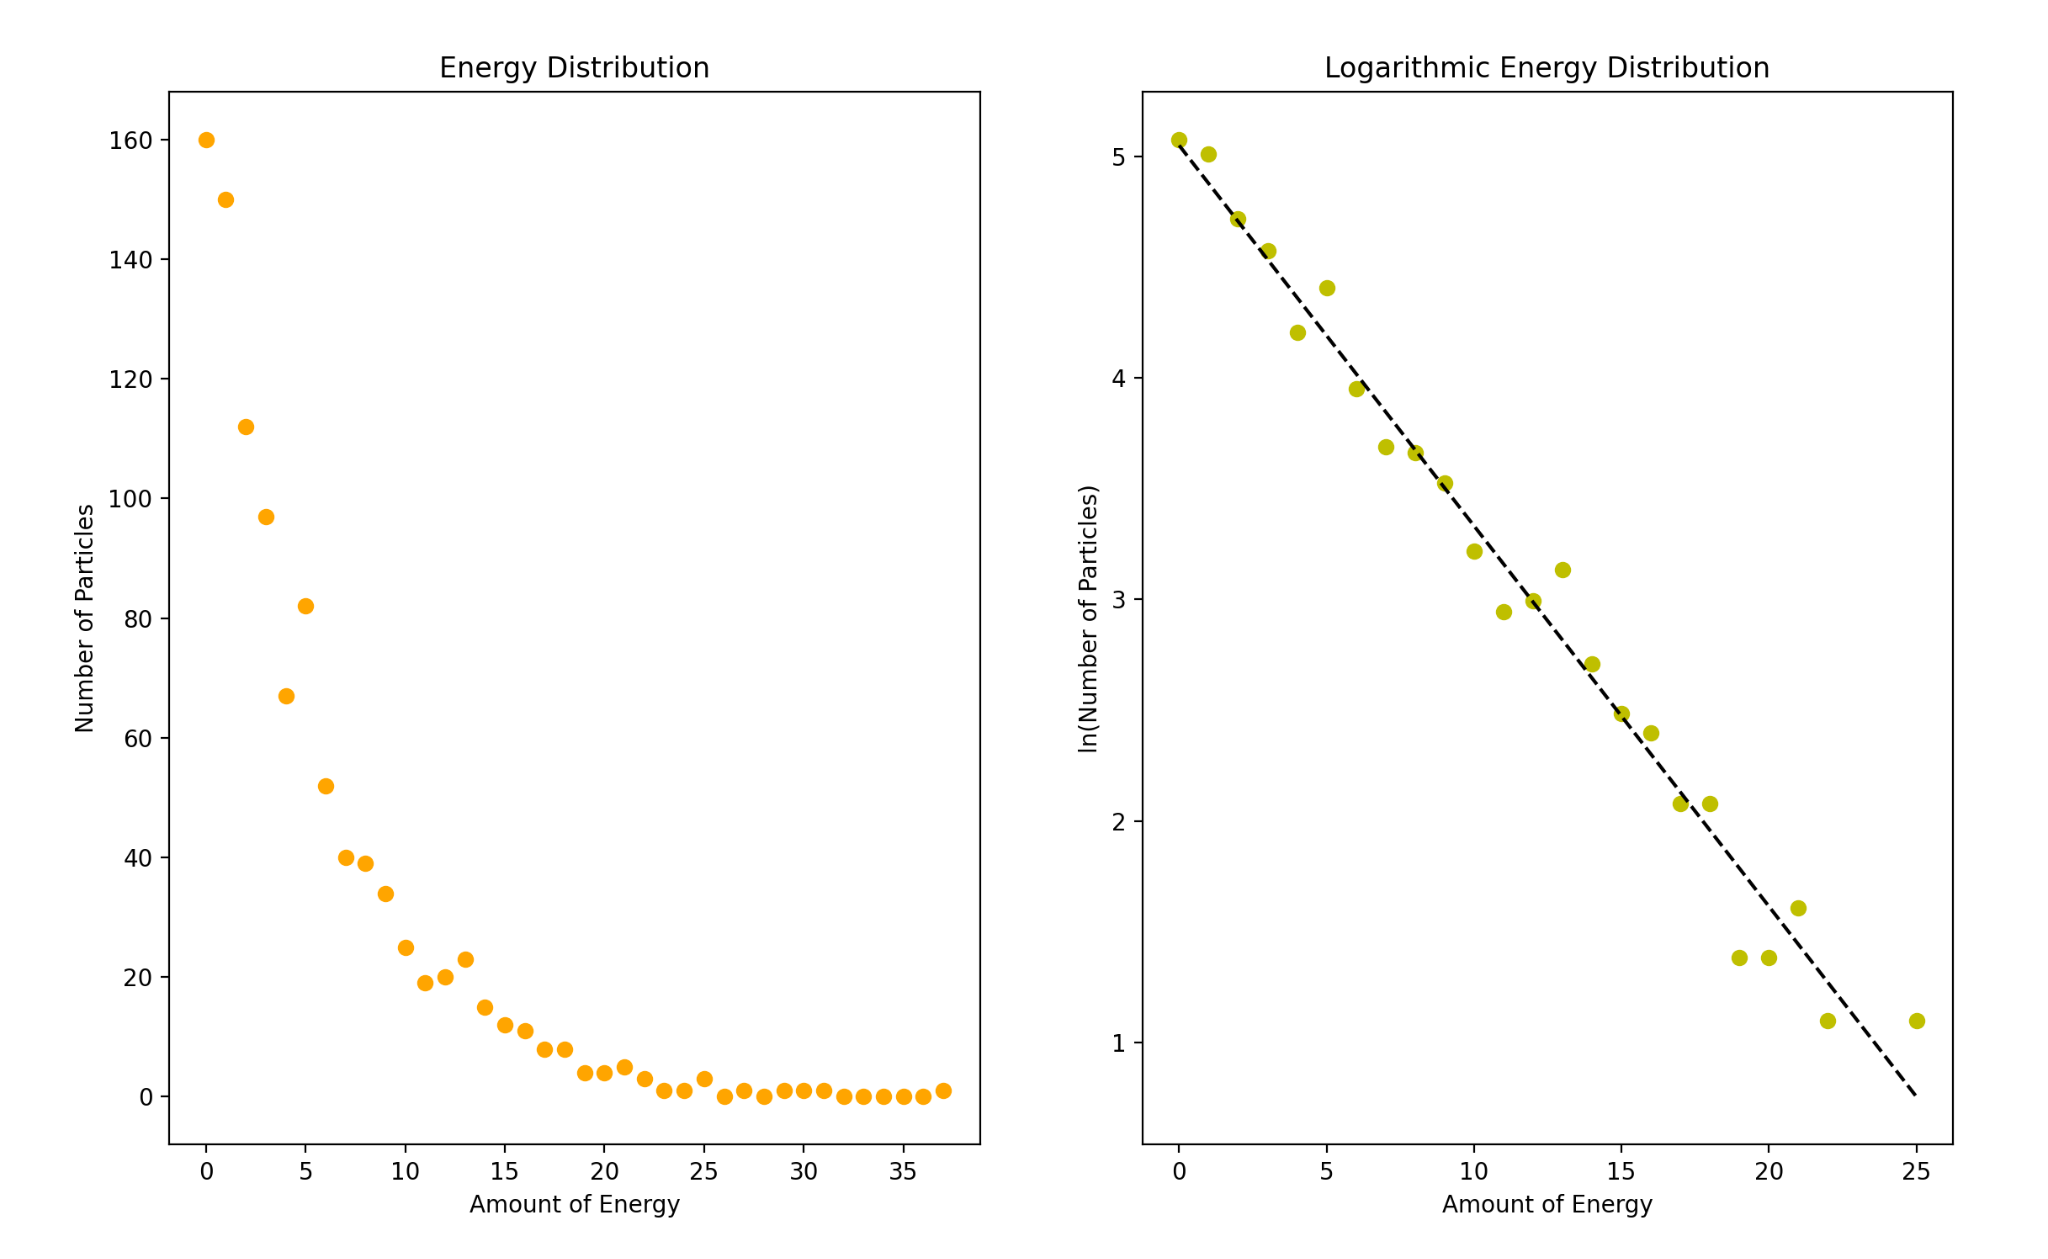 Energy Distribution
160
140
120
100
80
60
40
20
0
Number of Particles
0 5 10 15 20 25 30 35
Amount of Energy
Logarithmic Energy Distribution
5
4
3
2
1
ln(Number of Particles)
0 5 10 15 20 25
Amount of Energy